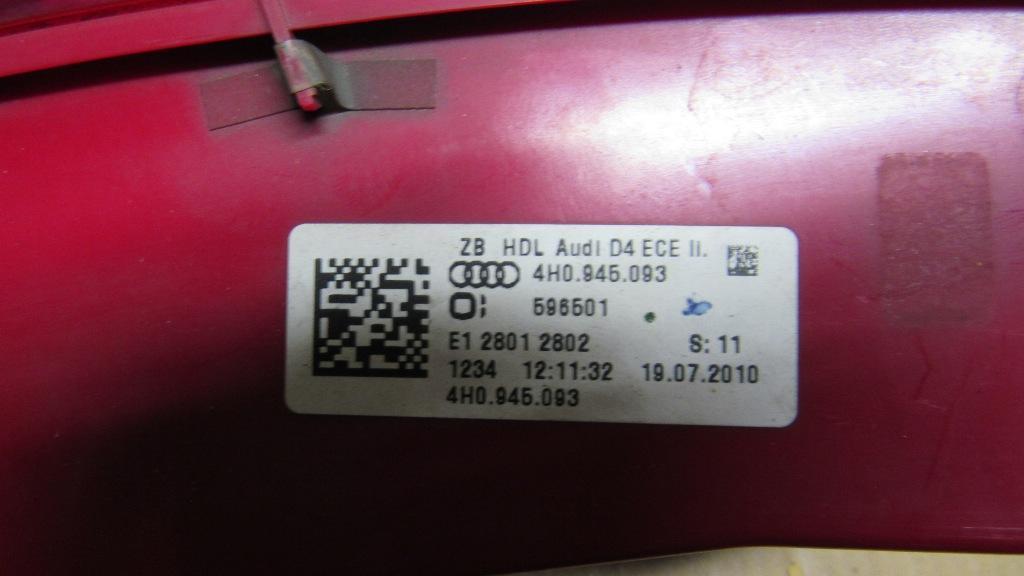 ZB HDL Audi D4 ECE li.
4H0.945.093
596501
E1 2801 2802 S: 11
1234 12:11:32 19.07.2010
4H0.945.093